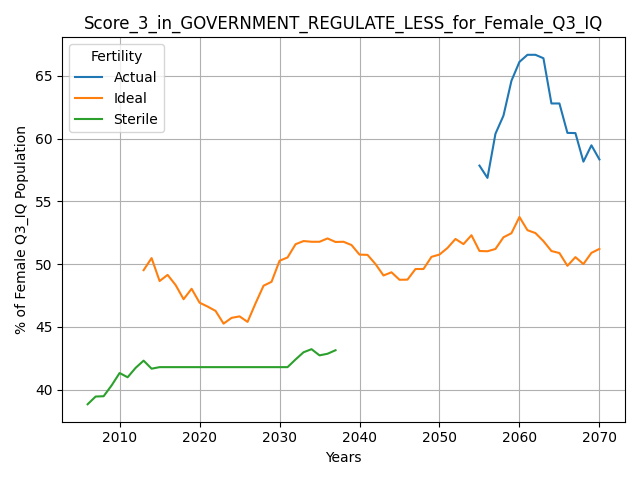 Score_3_in_GOVERNMENT_REGULATE_LESS_for_Female_Q3_IQ
Fertility
Actual
Ideal
Sterile
% of Female Q3_IQ Population
65
60
55
50
45
40
2010 2020 2030 2040 2050 2060 2070
Years